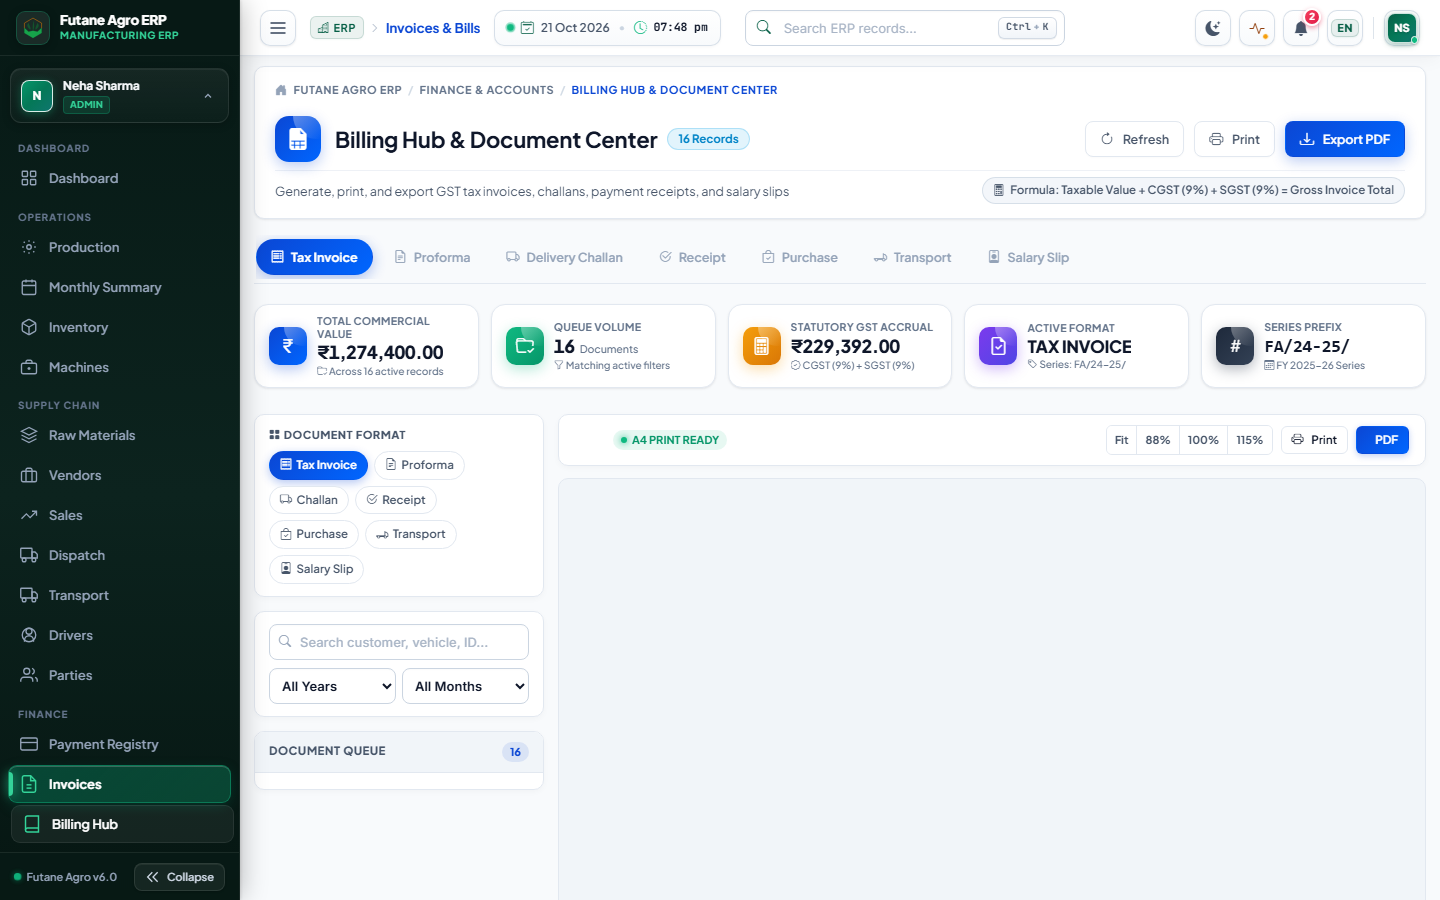 Futane Agro ERP
MANUFACTURING ERP
N
Neha Sharma
ADMIN
DASHBOARD
Dashboard
OPERATIONS
Production
Monthly Summary
Inventory
Machines
SUPPLY CHAIN
Raw Materials
Vendors
Sales
Dispatch
Transport
Drivers
Parties
FINANCE
Payment Registry
Invoices
Billing Hub
Futane Agro v6.0
Collapse
ERP
Invoices & Bills
21 Oct 2026
07:48 pm
Search ERP records...
Ctrl + K
2
EN
NS
FUTANE AGRO ERP / FINANCE & ACCOUNTS / BILLING HUB & DOCUMENT CENTER
Billing Hub & Document Center
16 Records
Refresh
Print
Export PDF
Generate, print, and export GST tax invoices, challans, payment receipts, and salary slips
Formula: Taxable Value + CGST (9%) + SGST (9%) = Gross Invoice Total
Tax Invoice
Proforma
Delivery Challan
Receipt
Purchase
Transport
Salary Slip
₹
TOTAL COMMERCIAL
VALUE
₹1,274,400.00
Across 16 active records
QUEUE VOLUME
16 Documents
Matching active filters
STATUTORY GST ACCRUAL
₹229,392.00
CGST (9%) + SGST (9%)
ACTIVE FORMAT
TAX INVOICE
Series: FA/24-25/
#
SERIES PREFIX
FA/24-25/
FY 2025-26 Series
DOCUMENT FORMAT
Tax Invoice
Proforma
Challan
Receipt
Purchase
Transport
Salary Slip
Search customer, vehicle, ID...
All Years
All Months
DOCUMENT QUEUE
16
A4 PRINT READY
Fit
88%
100%
115%
Print
PDF